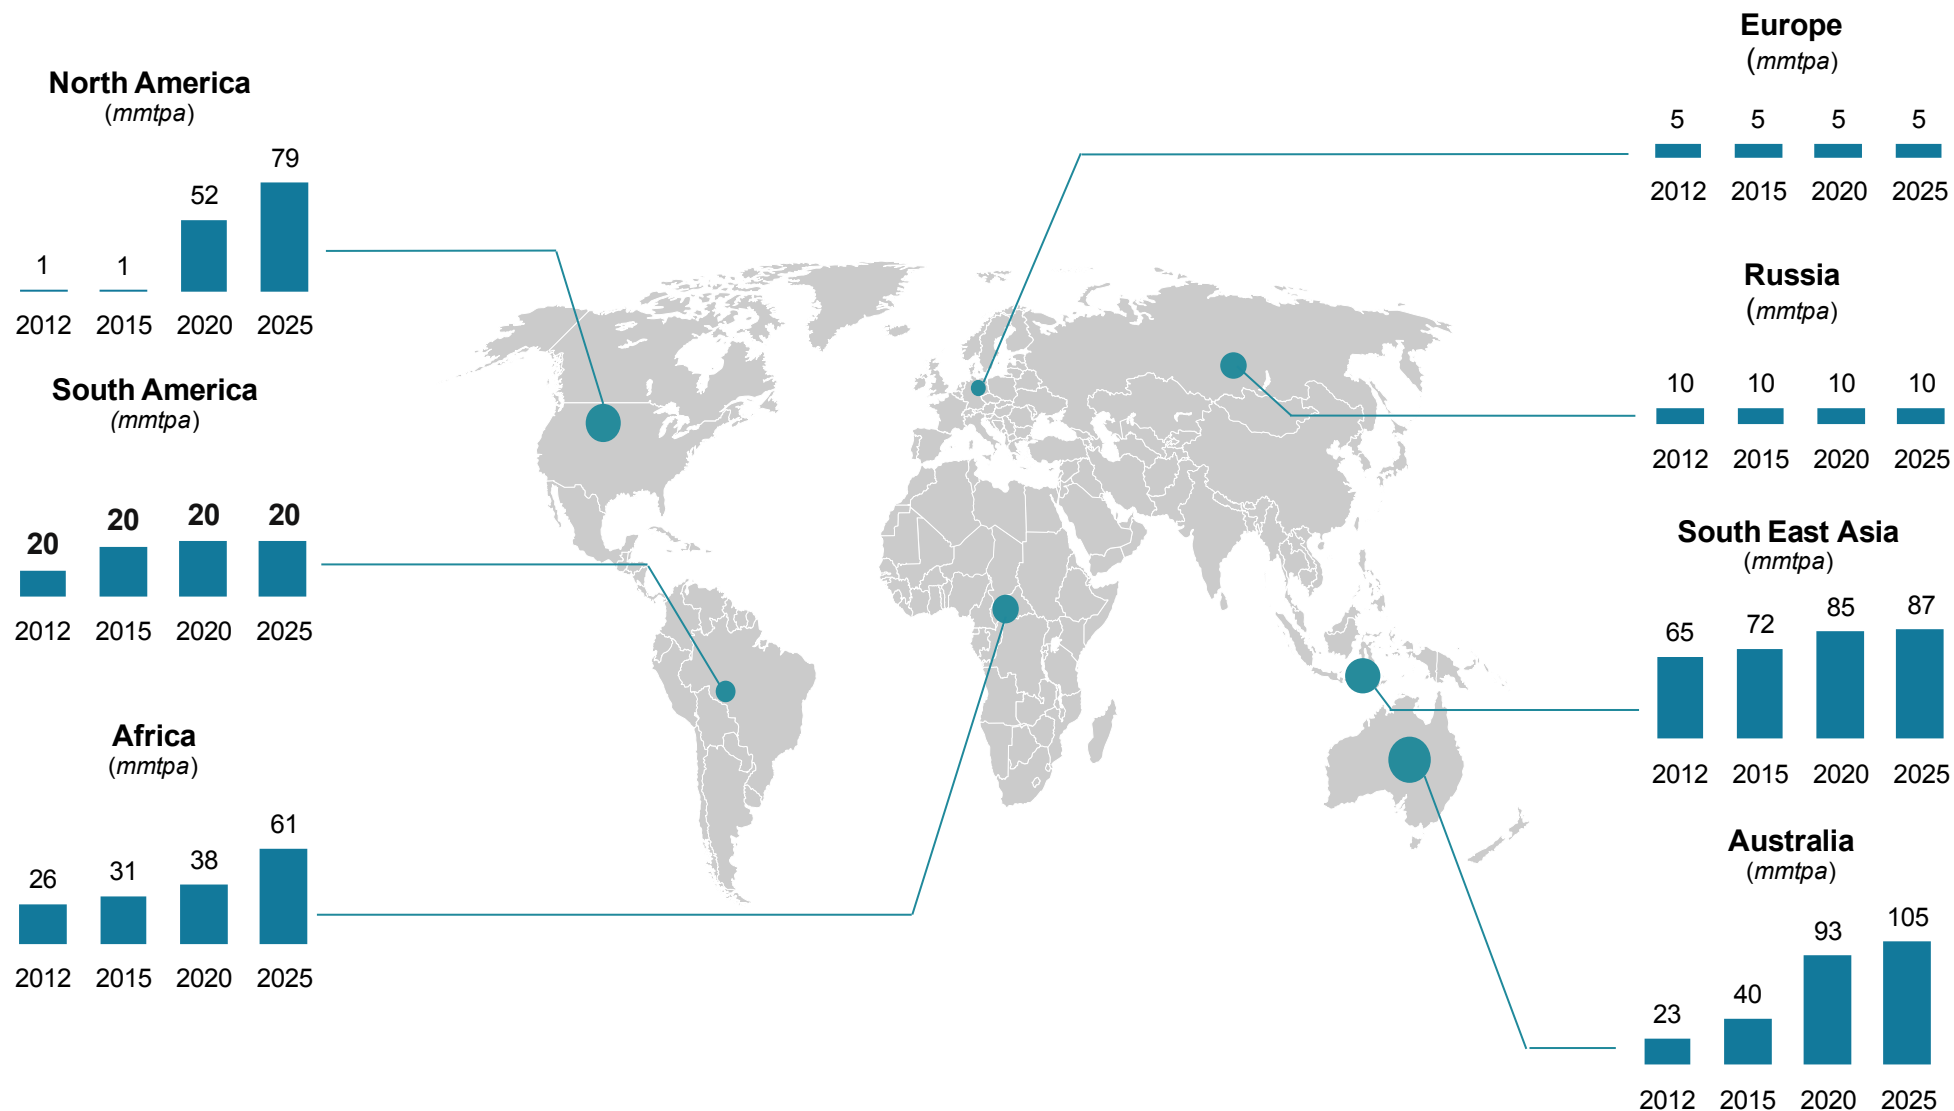 North America
(mmtpa)
1 1 52 79
2012 2015 2020 2025
South America
(mmtpa)
20 20 20 20
2012 2015 2020 2025
Africa
(mmtpa)
26 31 38 61
2012 2015 2020 2025
Europe
(mmtpa)
5 5 5 5
2012 2015 2020 2025
Russia
(mmtpa)
10 10 10 10
2012 2015 2020 2025
South East Asia
(mmtpa)
65 72 85 87
2012 2015 2020 2025
Australia
(mmtpa)
23 40 93 105
2012 2015 2020 2025